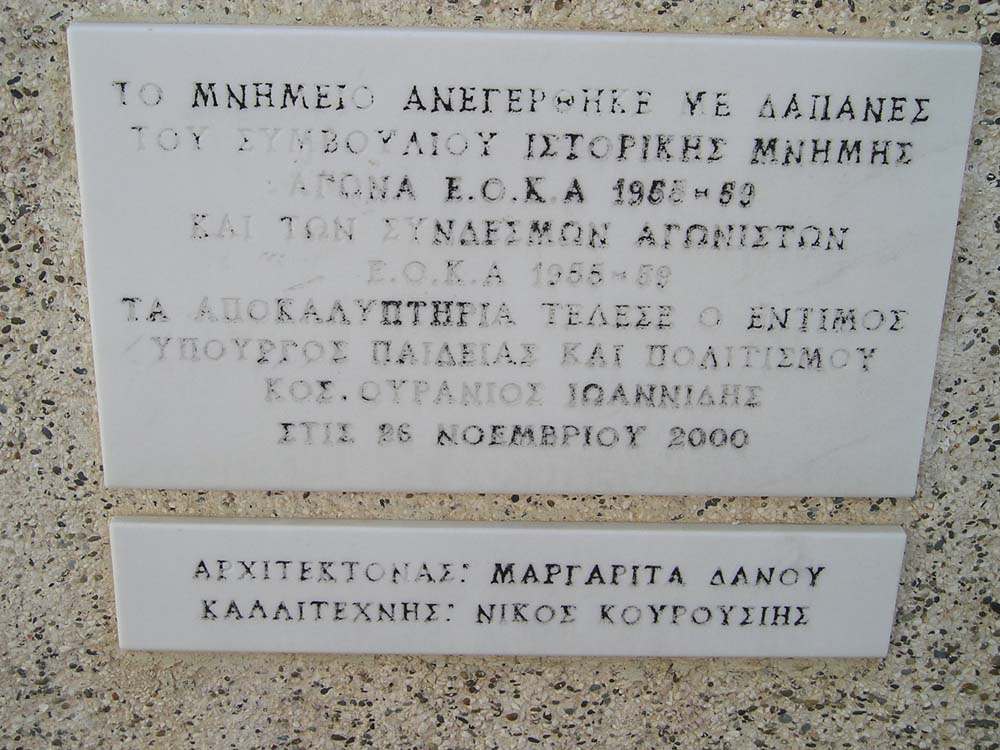 ΤΟ ΜΝΗΜΕΙΟ ΑΝΕΓΕΡΘΗΚΕ ΜΕ ΔΑΠΑΝΕΣ
ΤΟΥ ΣΥΜΒΟΥΛΙΟΥ ΙΣΤΟΡΙΚΗΣ ΜΝΗΜΗΣ
ΑΓΩΝΑ Ε.Ο.Κ.Α 1955-59
ΚΑΙ ΤΩΝ ΣΥΝΔΕΣΜΩΝ ΑΓΩΝΙΣΤΩΝ
Ε.Ο.Κ.Α 1955-59
ΤΑ ΑΠΟΚΑΛΥΠΤΗΡΙΑ ΤΕΛΕΣΕ Ο ΕΝΤΙΜΟΣ
ΥΠΟΥΡΓΟΣ ΠΑΙΔΕΙΑΣ ΚΑΙ ΠΟΛΙΤΙΣΜΟΥ
ΚΟΣ. ΟΥΡΑΝΙΟΣ ΙΩΑΝΝΙΔΗΣ
ΣΤΙΣ 26 ΝΟΕΜΒΡΙΟΥ 2000
ΑΡΧΙΤΕΚΤΟΝΑΣ: ΜΑΡΓΑΡΙΤΑ ΔΑΝΟΥ
ΚΑΛΛΙΤΕΧΝΗΣ: ΝΙΚΟΣ ΚΟΥΡΟΥΣΙΗΣ